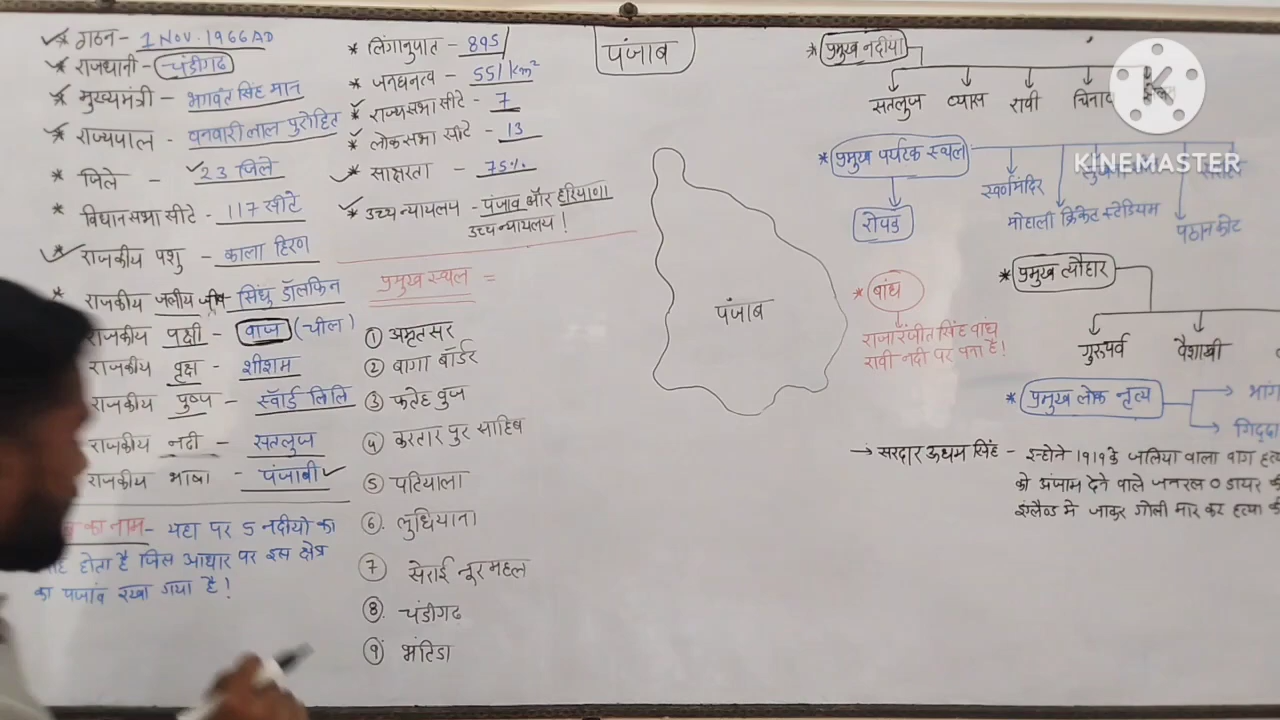 * गठन - 1 Nov. 1966 AD
* राजधानी - चंडीगढ
* मुख्यमंत्री - भगवंत सिंह मान
* राज्यपाल - बनवारी लाल पुरोहित
* जिले - 23 जिले
* विधानसभा सीटे - 117 सीटे
* राजकीय पशु - काला हिरण
* राजकीय जलीय जीव - सिंधु डॉलफिन
राजकीय पक्षी - बाज (चील)
राजकीय वृक्ष - शीशम
राजकीय पुष्प - स्वॉर्ड लिलि
राजकीय नदी - सतलुज
राजकीय भाषा - पंजाबी
का नाम - यहा पर 5 नदीयो का
होता है जिस आधार पर इस क्षेत्र
का पंजाब रखा गया है!
* लिंगानुपात - 895
* जनघनत्व - 551/km²
* राज्यसभा सीटे - 7
* लोकसभा सीटे - 13
* साक्षरता - 75%
* उच्च न्यायलय - पंजाब और हरियाणा
उच्च न्यायलय!
प्रमुख स्थल =
① अमृतसर
② बागा बॉर्डर
③ फतेह बुज
④ करतार पुर साहिब
⑤ पटियाला
⑥ लुधियाना
⑦ सेराई नूर महल
⑧ चंडीगढ
⑨ भटिंडा
पंजाब
पंजाब
* प्रमुख नदीयां
सतलुज व्यास रावी चिनाव
KINEMASTER
* प्रमुख पर्यटक स्थल
स्वर्ण मंदिर
मोहाली क्रिकेट स्टेडियम
पठानकोट
रोपड
* बांध
राजा रंजीत सिंह बांध
रावी नदी पर बना है!
* प्रमुख त्यौहार
गुरुपर्व वैशाखी
* प्रमुख लोक नृत्य
भांग
गिद्दा
→ सरदार ऊधम सिंह - इन्होने 1919 के जलिया वाला बाग हत्य
को अंजाम देने वाले जनरल O डायर की
इंग्लैण्ड मे जाकर गोली मार कर हत्या की